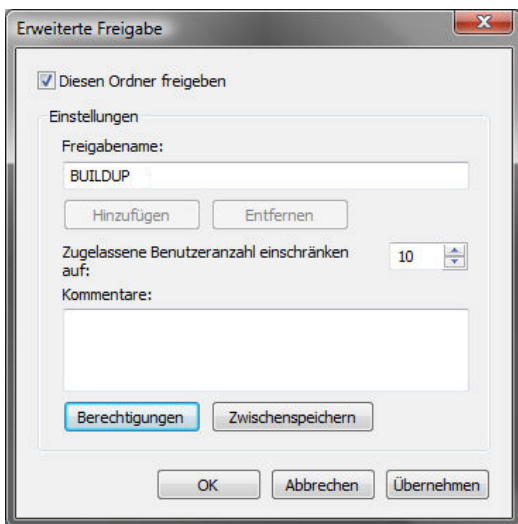 Erweiterte Freigabe
Diesen Ordner freigeben
Einstellungen
Freigabename:
BUILDUP
Hinzufügen Entfernen
Zugelassene Benutzeranzahl einschränken 10
auf:
Kommentare:
Berechtigungen Zwischenspeichern
OK Abbrechen Übernehmen